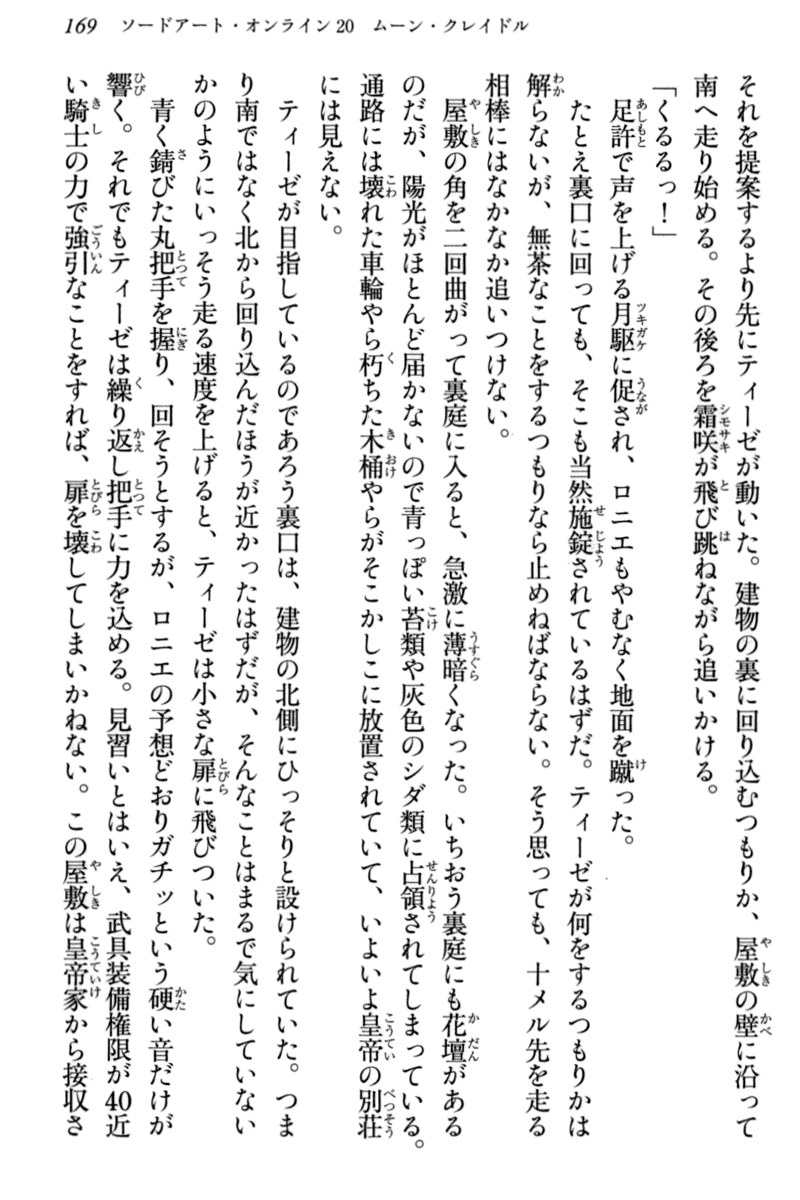 169 ソードアート・オンライン20 ムーン・クレイドル
それを提案するより先にティーゼが動いた。建物の裏に回り込むつもりか、屋敷の壁に沿って
南へ走り始める。その後ろを霜咲が飛び跳ねながら追いかける。
「くるるっ！」
足許で声を上げる月駆に促され、ロニエもやむなく地面を蹴った。
たとえ裏口に回っても、そこも当然施錠されているはずだ。ティーゼが何をするつもりかは
解らないが、無茶なことをするつもりなら止めねばならない。そう思っても、十メル先を走る
相棒にはなかなか追いつけない。
屋敷の角を二回曲がって裏庭に入ると、急激に薄暗くなった。いちおう裏庭にも花壇がある
のだが、陽光がほとんど届かないので青っぽい苔類や灰色のシダ類に占領されてしまっている。
通路には壊れた車輪やら朽ちた木桶やらがそこかしこに放置されていて、いよいよ皇帝の別荘
には見えない。
ティーゼが目指しているのであろう裏口は、建物の北側にひっそりと設けられていた。つま
り南ではなく北から回り込んだほうが近かったはずだが、そんなことはまるで気にしていない
かのようにいっそう走る速度を上げると、ティーゼは小さな扉に飛びついた。
青く錆びた丸把手を握り、回そうとするが、ロニエの予想どおりガチッという硬い音だけが
響く。それでもティーゼは繰り返し把手に力を込める。見習いとはいえ、武具装備権限が40近
い騎士の力で強引なことをすれば、扉を壊してしまいかねない。この屋敷は皇帝家から接収さ